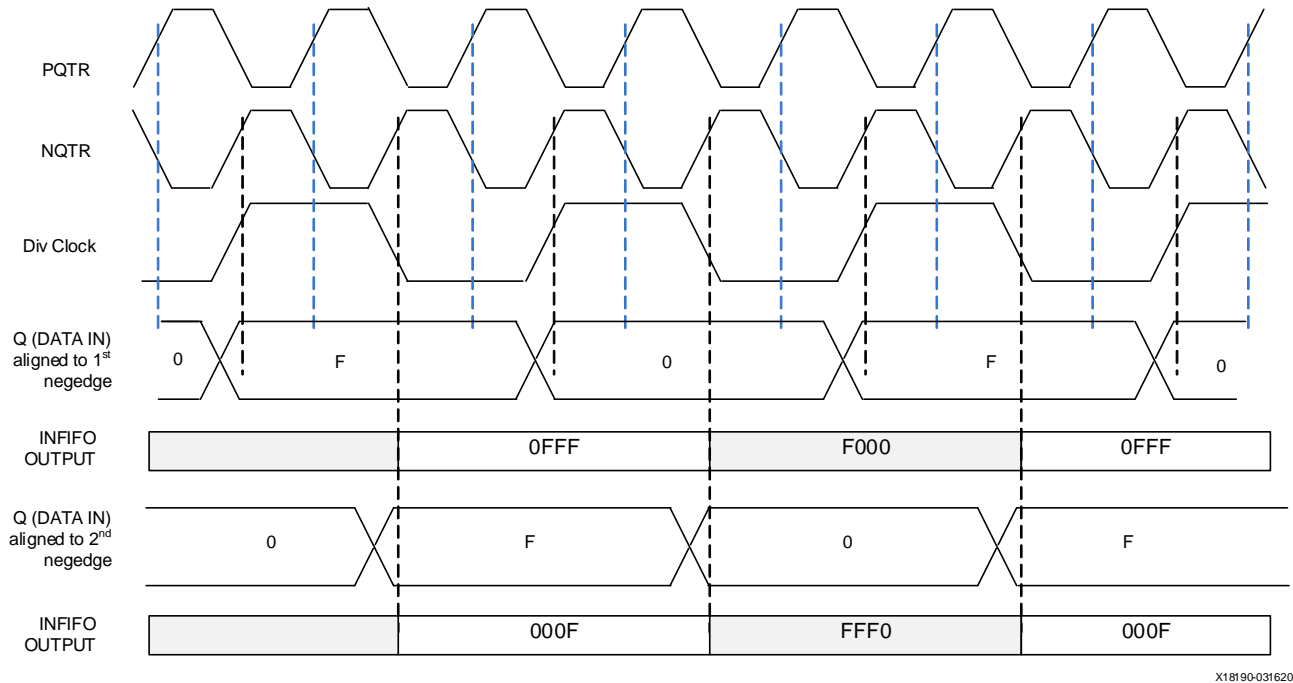 PQTR
NQTR
Div Clock
Q (DATA IN)
aligned to 1st
negedge
0 F 0 F 0
INFIFO
OUTPUT
0FFF F000 0FFF
Q (DATA IN)
aligned to 2nd
negedge
0 F 0 F
INFIFO
OUTPUT
000F FFF0 000F
X18190-031620